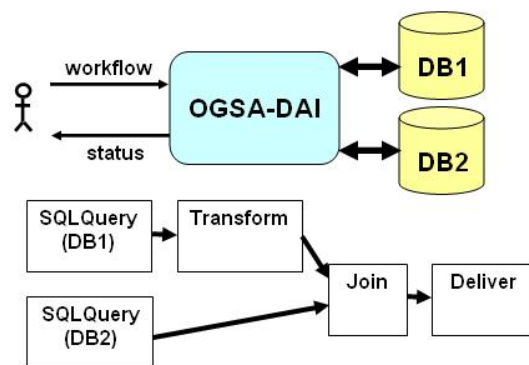 workflow
OGSA-DAI
status
DB1
DB2
SQLQuery
(DB1)
Transform
SQLQuery
(DB2)
Join
Deliver